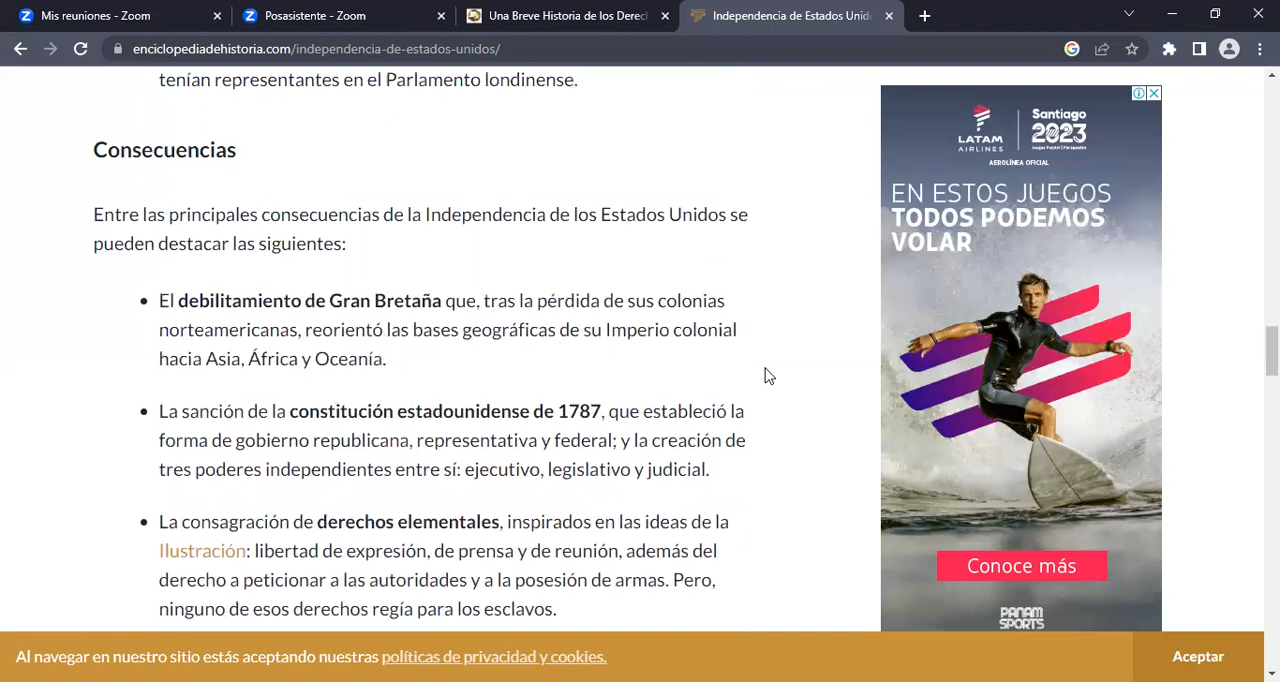 Mis reuniones - Zoom
Posasistente - Zoom
Una Breve Historia de los Derec
Independencia de Estados Unido
enciclopediadehistoria.com/independencia-de-estados-unidos/
tenían representantes en el Parlamento londinense.
Consecuencias
Entre las principales consecuencias de la Independencia de los Estados Unidos se
pueden destacar las siguientes:
• El debilitamiento de Gran Bretaña que, tras la pérdida de sus colonias
norteamericanas, reorientó las bases geográficas de su Imperio colonial
hacia Asia, África y Oceanía.
• La sanción de la constitución estadounidense de 1787, que estableció la
forma de gobierno republicana, representativa y federal; y la creación de
tres poderes independientes entre sí: ejecutivo, legislativo y judicial.
• La consagración de derechos elementales, inspirados en las ideas de la
Ilustración: libertad de expresión, de prensa y de reunión, además del
derecho a peticionar a las autoridades y a la posesión de armas. Pero,
ninguno de esos derechos regía para los esclavos.
LATAM
AIRLINES
Santiago
2023
AEROLÍNEA OFICIAL
EN ESTOS JUEGOS
TODOS PODEMOS
VOLAR
Conoce más
PANAM
SPORTS
Al navegar en nuestro sitio estás aceptando nuestras políticas de privacidad y cookies.
Aceptar